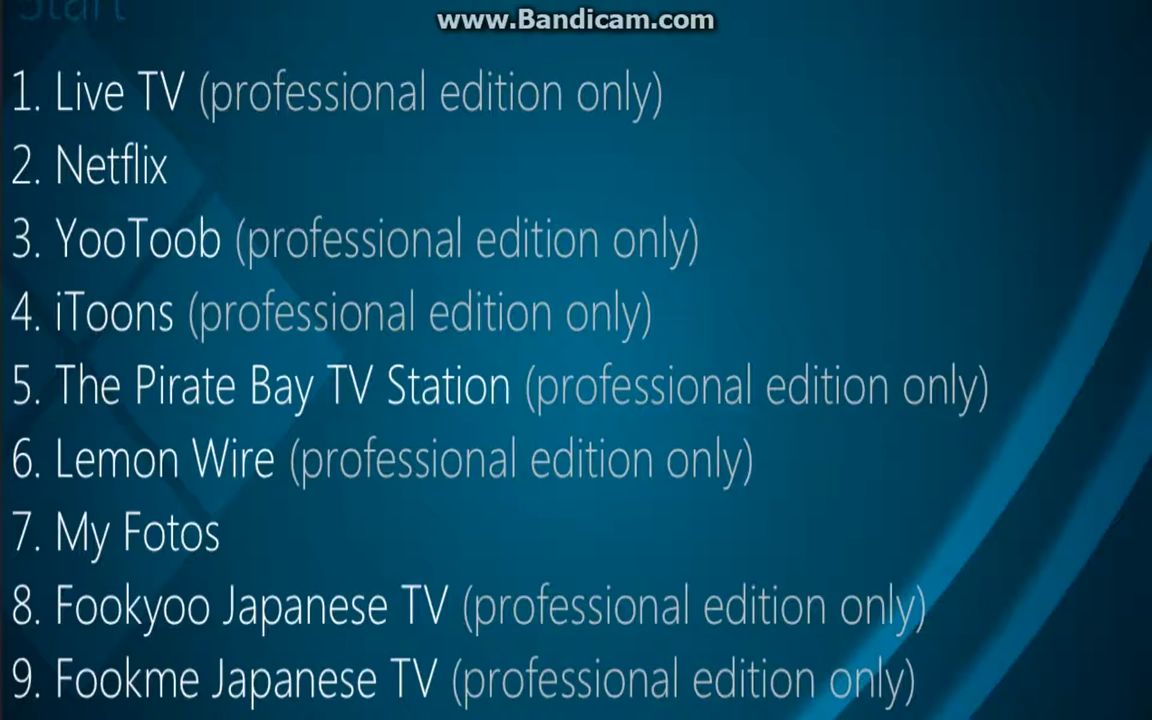 Start
www.Bandicam.com
1. Live TV (professional edition only)
2. Netflix
3. YooToob (professional edition only)
4. iToons (professional edition only)
5. The Pirate Bay TV Station (professional edition only)
6. Lemon Wire (professional edition only)
7. My Fotos
8. Fookyoo Japanese TV (professional edition only)
9. Fookme Japanese TV (professional edition only)